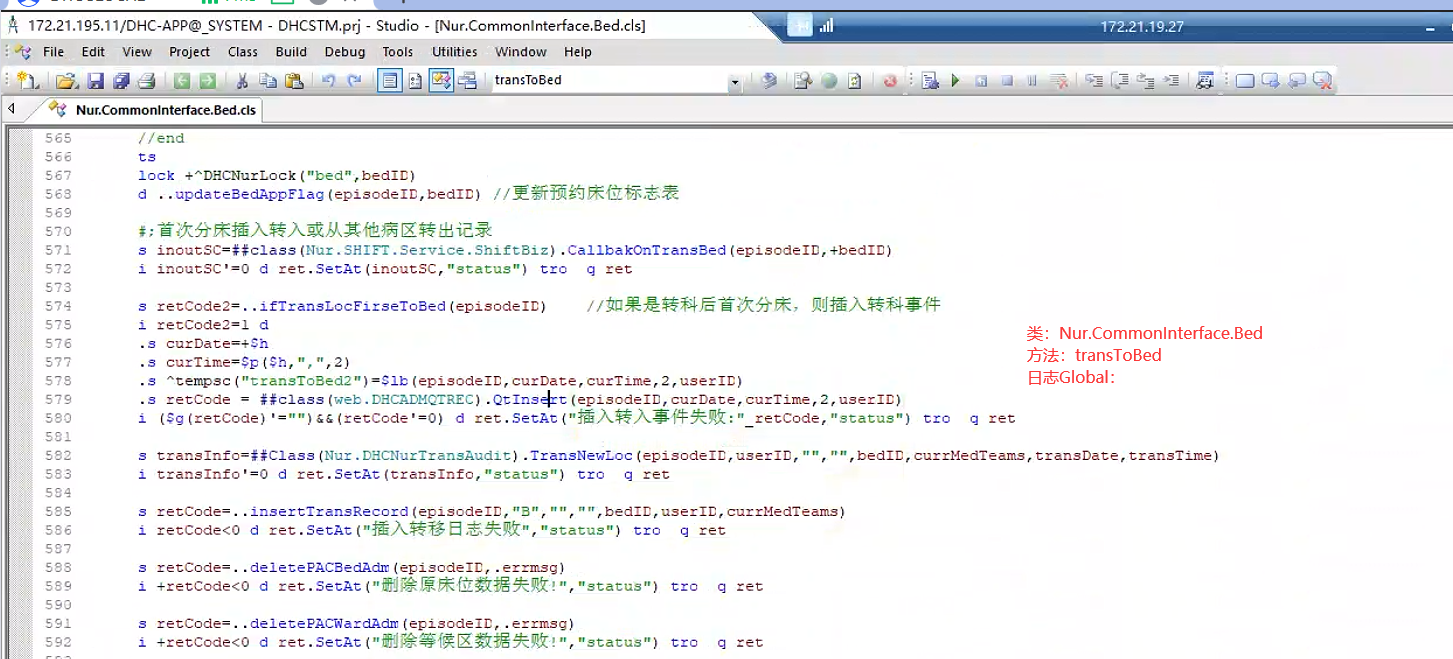 172.21.195.11/DHC-APP@_SYSTEM - DHCSTM.prj - Studio - [Nur.CommonInterface.Bed.cls]
172.21.19.27
File Edit View Project Class Build Debug Tools Utilities Window Help
transToBed
Nur.CommonInterface.Bed.cls
565 //end
566 ts
567 lock +^DHCNurLock("bed",bedID)
568 d ..updateBedAppFlag(episodeID,bedID) //更新预约床位标志表
569
570 #;首次分床插入转入或从其他病区转出记录
571 s inoutSC=##class(Nur.SHIFT.Service.ShiftBiz).CallbakOnTransBed(episodeID,+bedID)
572 i inoutSC'=0 d ret.SetAt(inoutSC,"status") tro q ret
573
574 s retCode2=..ifTransLocFirseToBed(episodeID) //如果是转科后首次分床，则插入转科事件
575 i retCode2=1 d
576 .s curDate=+$h
577 .s curTime=$p($h,",",2)
578 .s ^tempsc("transToBed2")=$lb(episodeID,curDate,curTime,2,userID)
579 .s retCode = ##class(web.DHCADMQTREC).QtInsert(episodeID,curDate,curTime,2,userID)
580 i ($g(retCode)'="")&&(retCode'=0) d ret.SetAt("插入转入事件失败:"_retCode,"status") tro q ret
581
582 s transInfo=##Class(Nur.DHCNurTransAudit).TransNewLoc(episodeID,userID,"","",bedID,currMedTeams,transDate,transTime)
583 i transInfo'=0 d ret.SetAt(transInfo,"status") tro q ret
584
585 s retCode=..insertTransRecord(episodeID,"B","","",bedID,userID,currMedTeams)
586 i retCode<0 d ret.SetAt("插入转移日志失败","status") tro q ret
587
588 s retCode=..deletePACBedAdm(episodeID,.errmsg)
589 i +retCode<0 d ret.SetAt("删除原床位数据失败!","status") tro q ret
590
591 s retCode=..deletePACWardAdm(episodeID,.errmsg)
592 i +retCode<0 d ret.SetAt("删除等候区数据失败!","status") tro q ret
类：Nur.CommonInterface.Bed
方法：transToBed
日志Global：